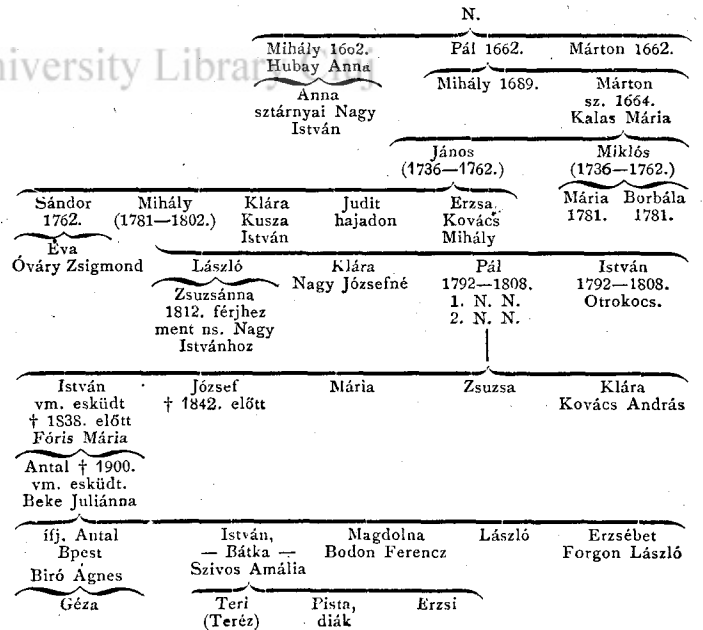 N.
Mihály 16o2. Pál 1662. Márton 1662.
Hubay Anna
Anna Mihály 1689. Márton
sztárnyai Nagy sz. 1664.
István Kalas Mária
János Miklós
(1736—1762.) (1736—1762.)
Sándor Mihály Klára Judit Erzsa Mária Borbála
1762. (1781—1802.) Kusza hajadon Kovács 1781. 1781.
István Mihály
Éva
Óváry Zsigmond László Klára Pál István
Zsuzsánna Nagy Józsefné 1792—1808. 1792—1808.
1812. férjhez 1. N. N. Otrokocs.
ment ns. Nagy 2. N. N.
Istvánhoz
István József Mária Zsuzsa Klára
vm. esküdt † 1842. előtt Kovács András
† 1838. előtt
Fóris Mária
Antal † 1900.
vm. esküdt.
Beke Juliánna
ifj. Antal István, Magdolna László Erzsébet
Bpest — Bátka — Bodon Ferencz Forgon László
Biró Ágnes Szivos Amália
Géza Teri Pista, Erzsi
(Teréz) diák
University Library Cluj